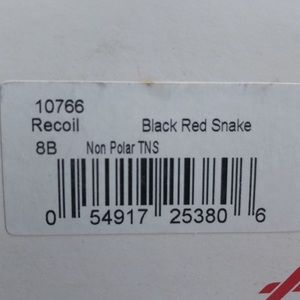 10766
Recoil Black Red Snake
8B Non Polar TNS
0 54917 25380 6